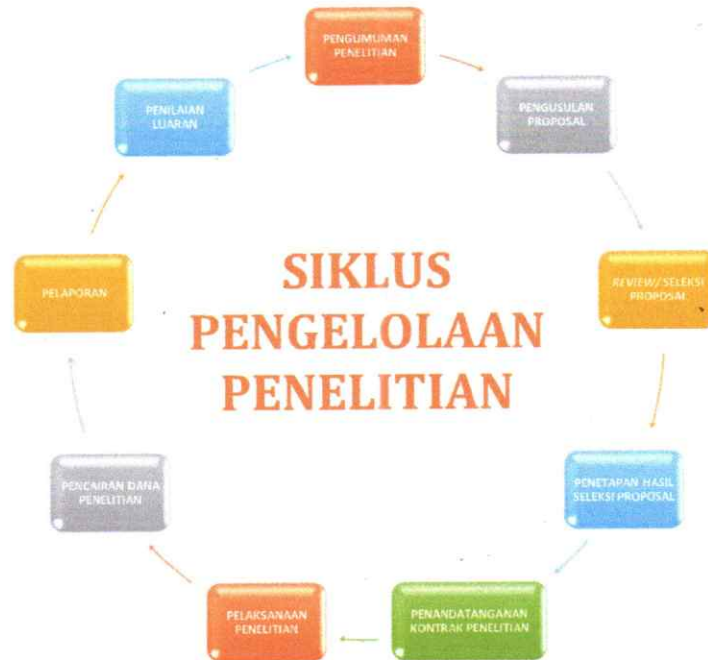 PENGUMUMAN
PENELITIAN
PENGUSULAN
PROPOSAL
REVIEW/ SELEKSI
PROPOSAL
PENETAPAN HASIL
SELEKSI PROPOSAL
PENANDATANGANAN
KONTRAK PENELITIAN
PELAKSANAAN
PENELITIAN
PENCAIRAN DANA
PENELITIAN
PELAPORAN
PENILAIAN
LUARAN
SIKLUS
PENGELOLAAN
PENELITIAN